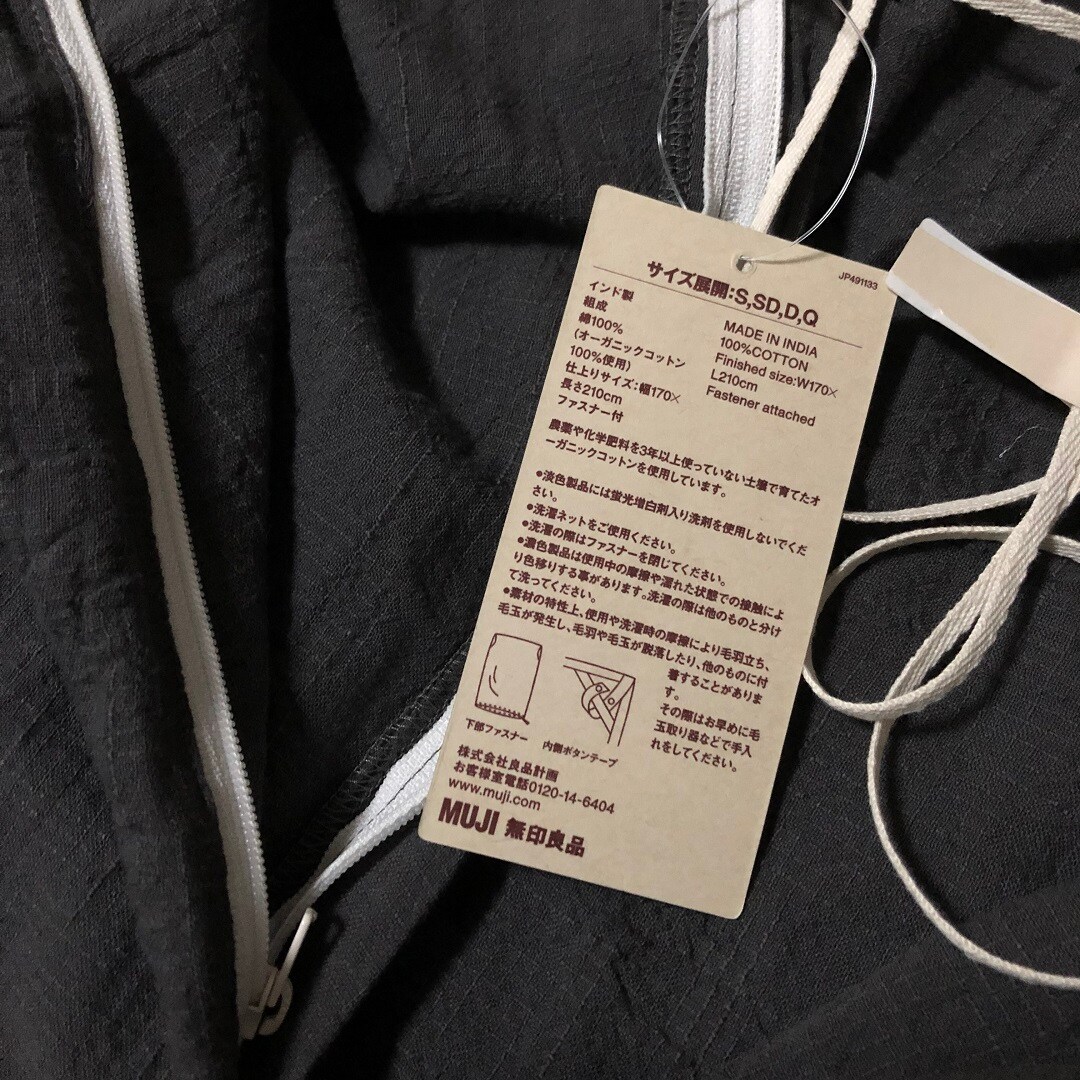 JP491133
サイズ展開:S,SD,D,Q
インド製
組成
綿100%
(オーガニックコットン
100%使用)
仕上りサイズ:幅170×
長さ210cm
ファスナー付
MADE IN INDIA
100%COTTON
Finished size:W170×
L210cm
Fastener attached
農薬や化学肥料を3年以上使っていない土壌で育てたオ
ーガニックコットンを使用しています。
●淡色製品には蛍光増白剤入り洗剤を使用しないでくだ
さい。
●洗濯ネットをご使用ください。
●洗濯の際はファスナーを閉じてください。
●濃色製品は使用中の摩擦や濡れた状態での接触によ
り色移りする事があります。洗濯の際は他のものと分け
て洗ってください。
●素材の特性上、使用や洗濯時の摩擦により毛羽立ち、
毛玉が発生し、毛羽や毛玉が脱落したり、他のものに付
着することがありま
す。
その際はお早めに毛
玉取り器などで手入
れをしてください。
下部ファスナー
内側ボタンテープ
株式会社良品計画
お客様室電話0120-14-6404
www.muji.com
MUJI 無印良品